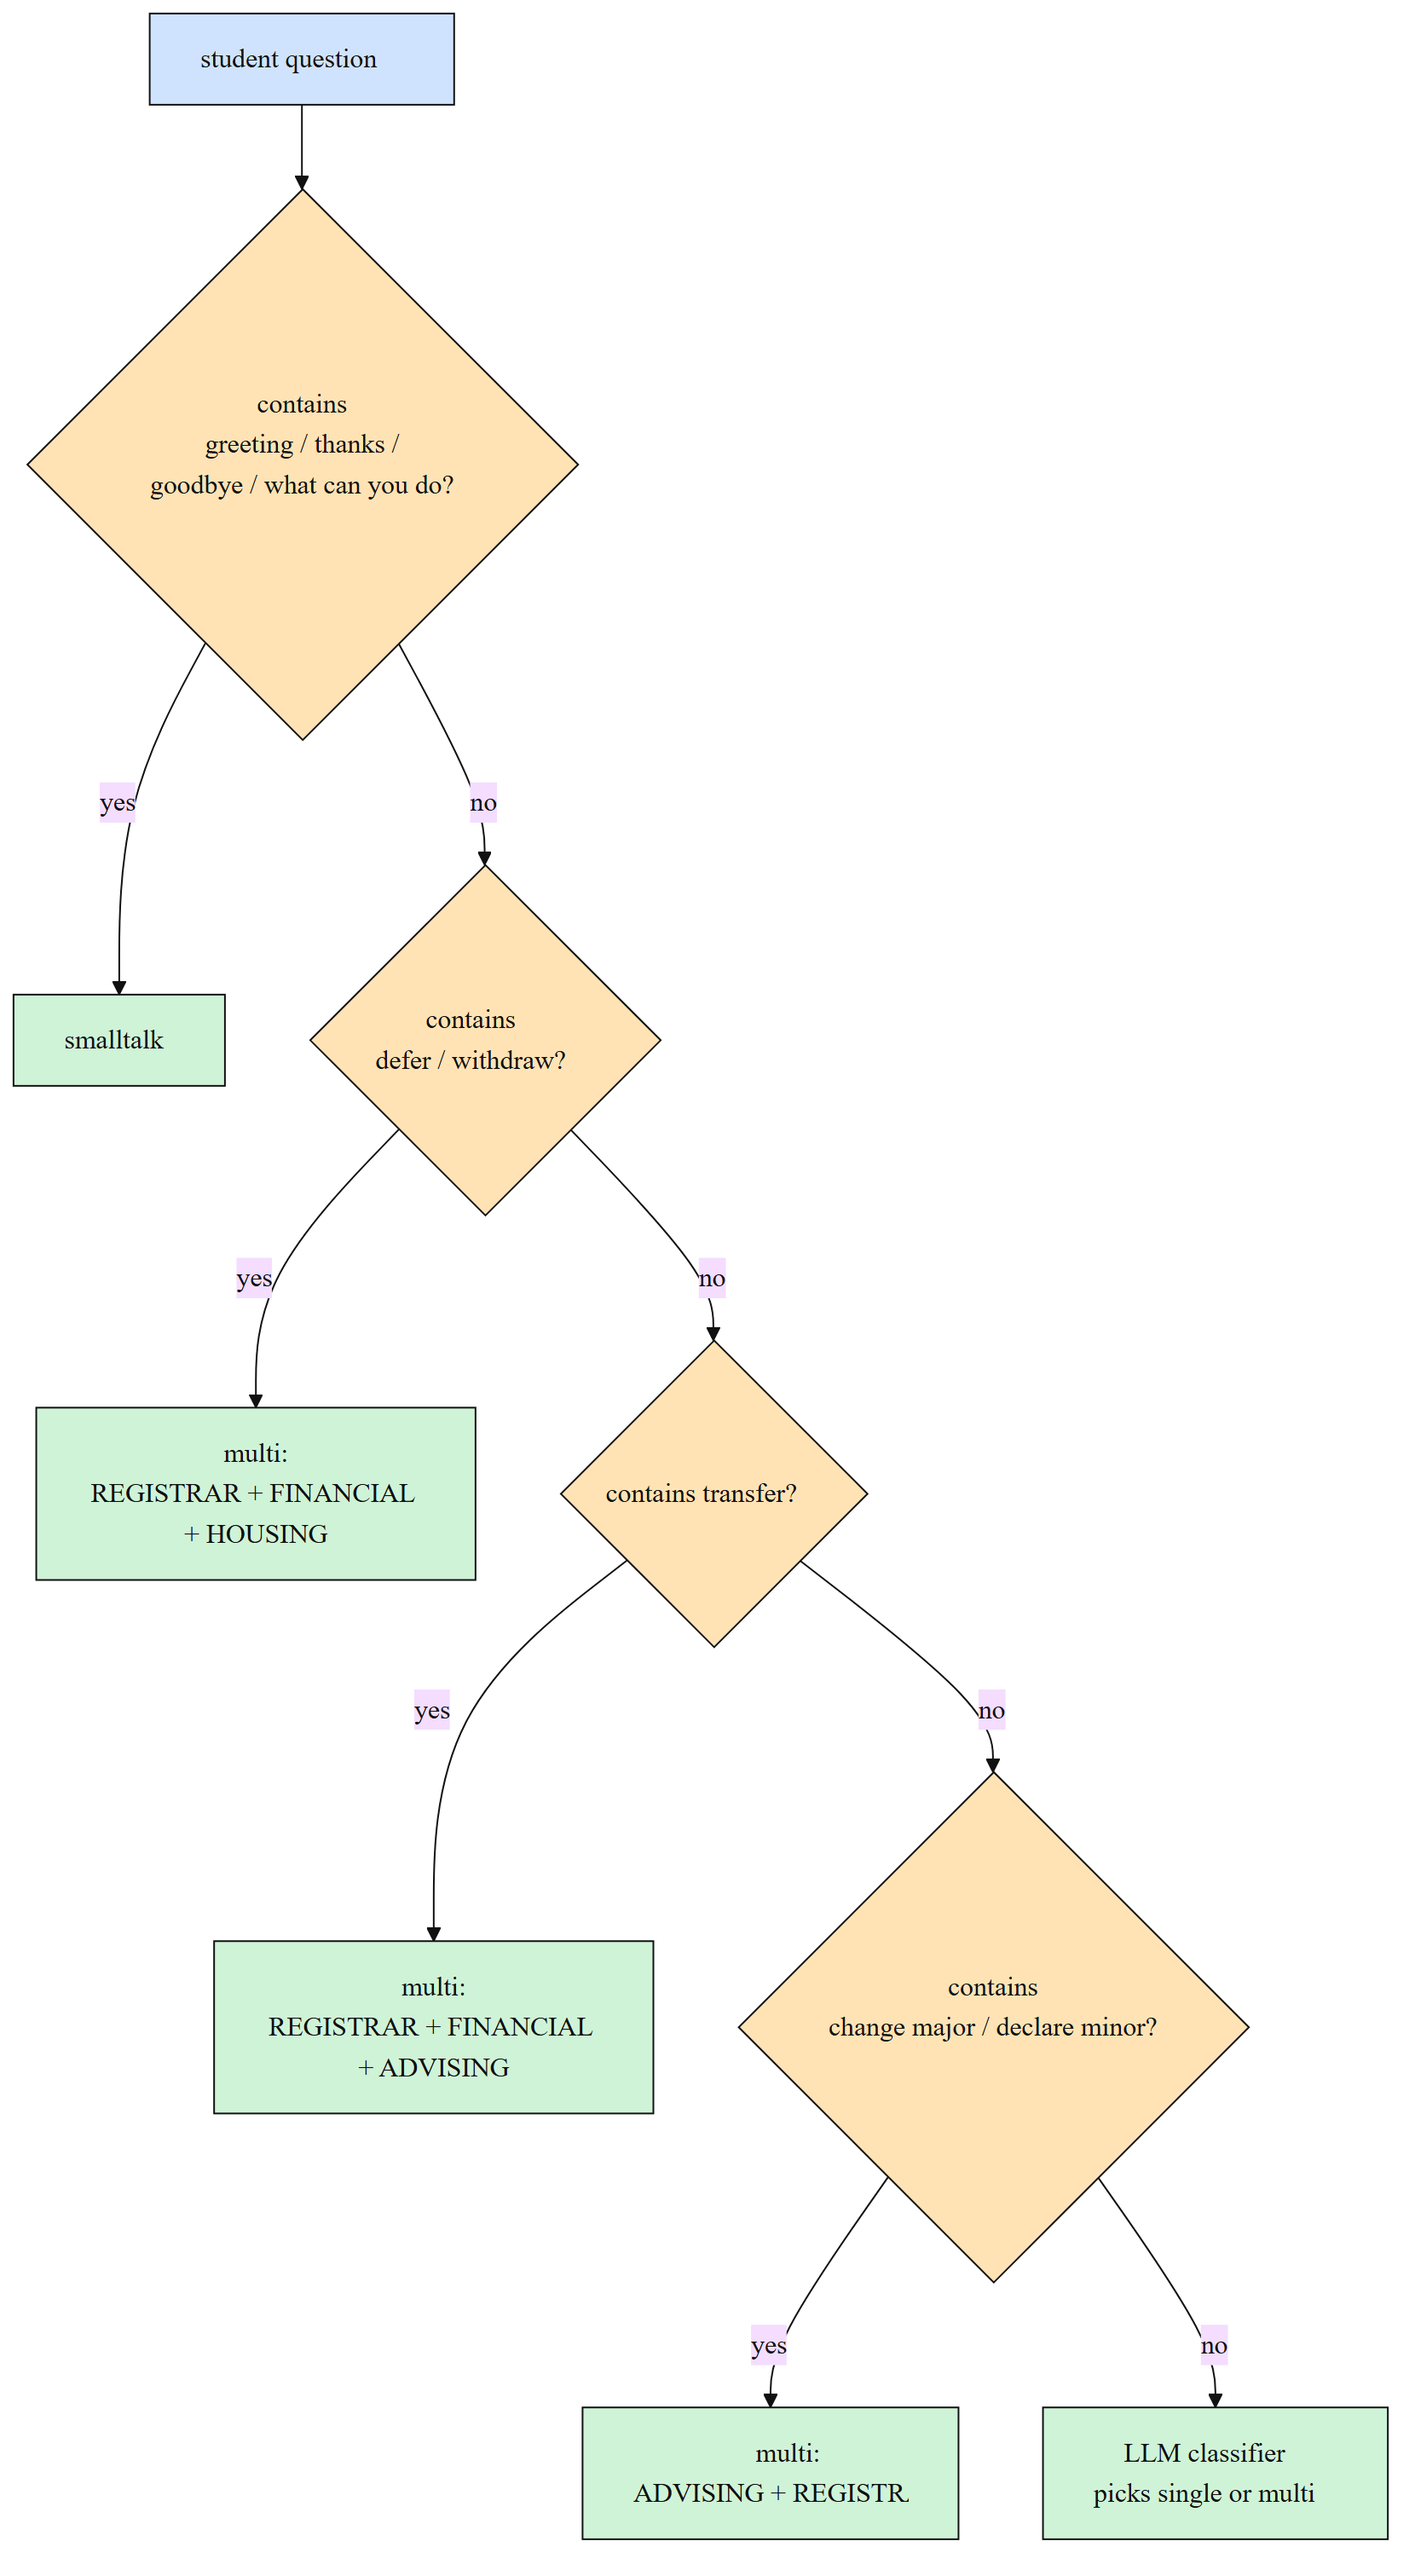 student question
contains
greeting / thanks /
goodbye / what can you do?
yes
no
smalltalk
contains
defer / withdraw?
yes
no
multi:
REGISTRAR + FINANCIAL
+ HOUSING
contains transfer?
yes
no
multi:
REGISTRAR + FINANCIAL
+ ADVISING
contains
change major / declare minor?
yes
no
multi:
ADVISING + REGISTR.
LLM classifier
picks single or multi